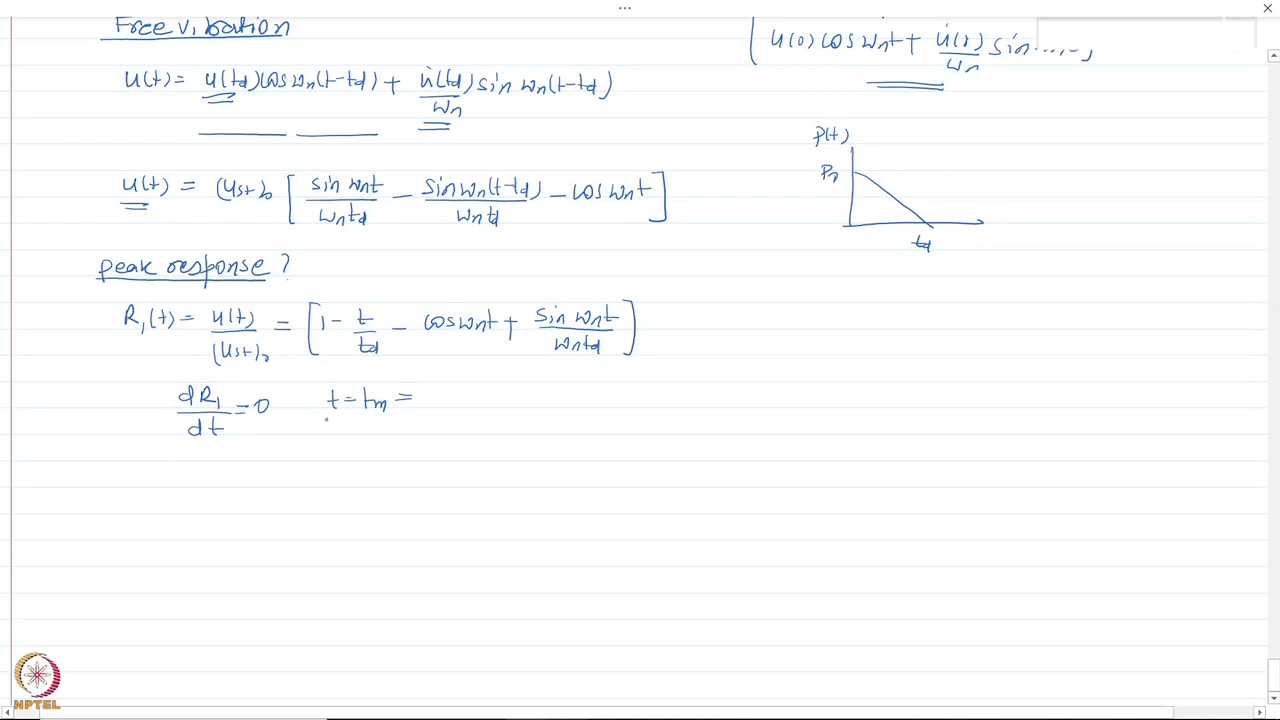 Free vibration
u(0) cos ωnt + u̇(0)/ωn sin
u(t) = u(td) cos ωn(t-td) + u̇(td)/ωn sin ωn(t-td)
p(t)
P0
td
u(t) = (ust)0 [ sin ωnt/ωntd - sin ωn(t-td)/ωntd - cos ωnt ]
peak response ?
R1(t) = u(t)/(ust)0 = [ 1 - t/td - cos ωnt + sin ωnt/ωntd ]
dR1/dt = 0 t = tm =
NPTEL